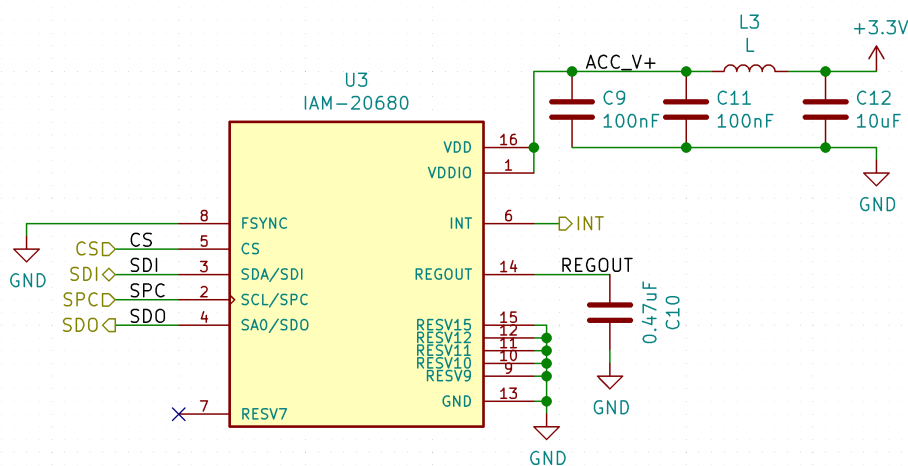 L3
L
+3.3V
ACC_V+
U3
IAM-20680
C9
100nF
C11
100nF
C12
10uF
VDD 16
VDDIO 1
GND
8 FSYNC
INT 6 INT
CS CS 5 CS
SDI SDI 3 SDA/SDI
REGOUT 14 REGOUT
GND
SPC SPC 2 SCL/SPC
0.47uF
C10
SDO SDO 4 SA0/SDO
RESV15 15
RESV12 12
RESV11 11
RESV10 10
RESV9 9
GND 13
GND
7 RESV7
GND